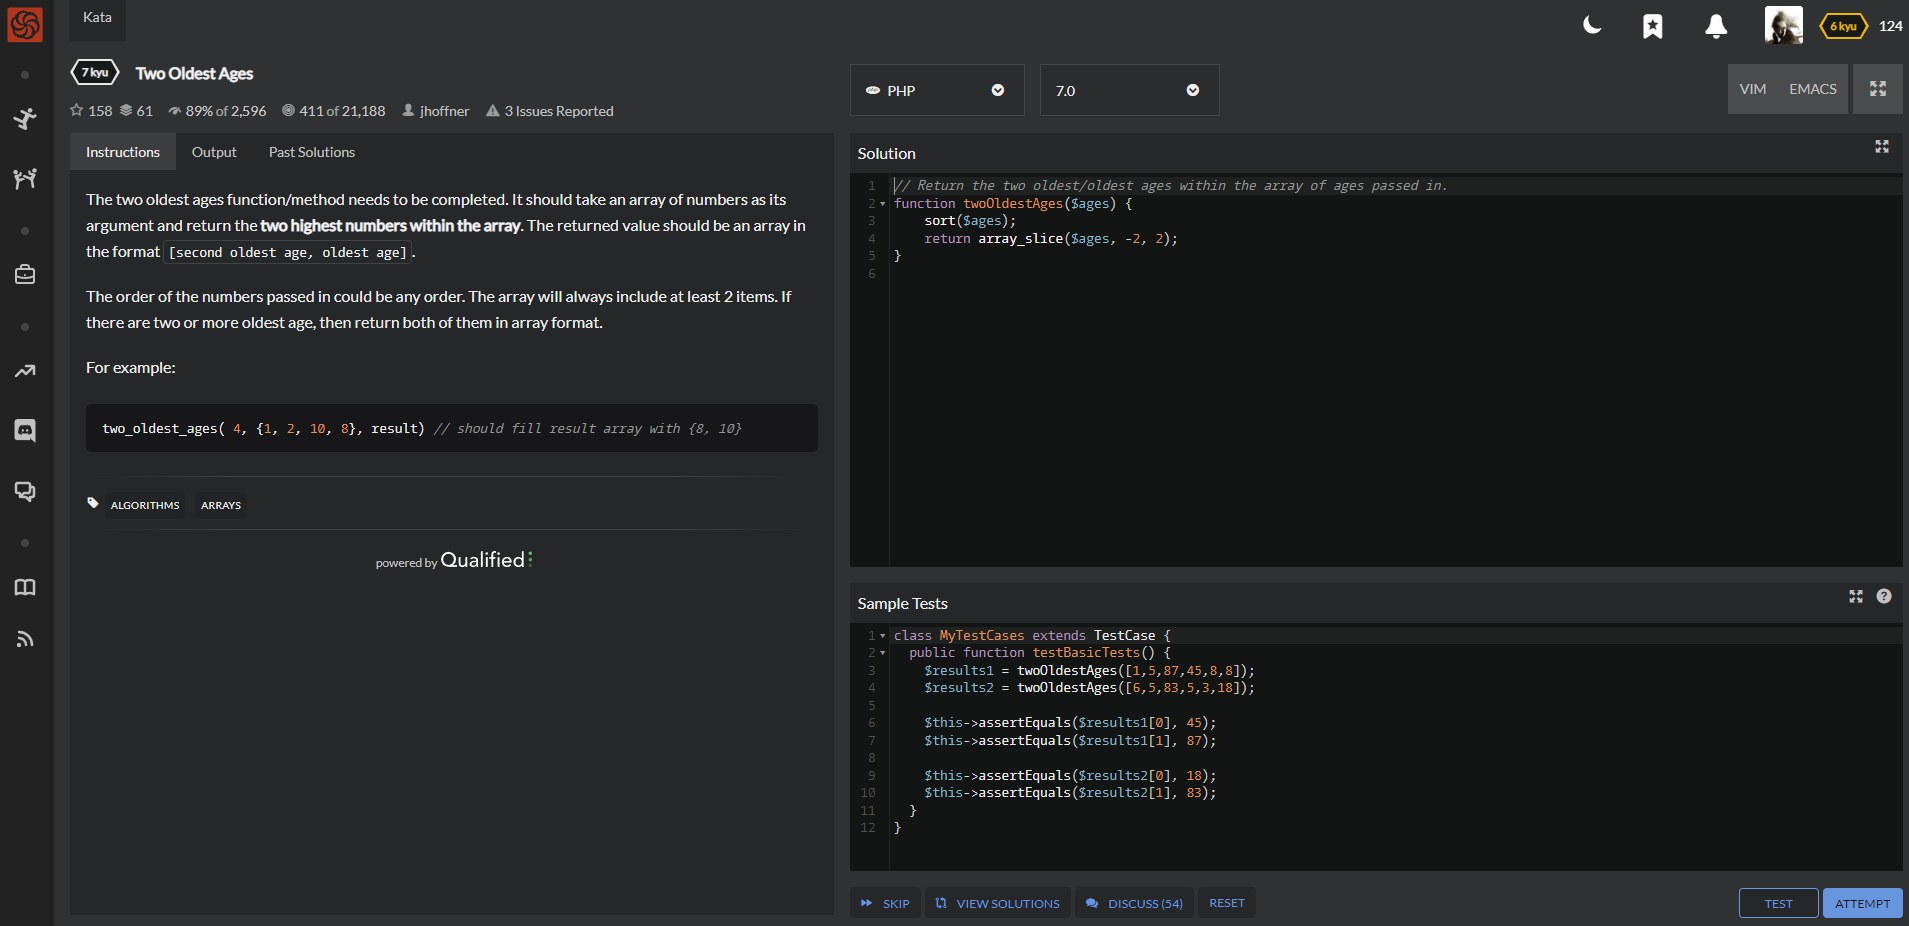 Kata
6 kyu
124
7 kyu
Two Oldest Ages
158 61 89% of 2,596 411 of 21,188 jhoffner 3 Issues Reported
PHP
7.0
VIM EMACS
Instructions Output Past Solutions
The two oldest ages function/method needs to be completed. It should take an array of numbers as its
argument and return the two highest numbers within the array. The returned value should be an array in
the format [second oldest age, oldest age].
The order of the numbers passed in could be any order. The array will always include at least 2 items. If
there are two or more oldest age, then return both of them in array format.
For example:
two_oldest_ages( 4, {1, 2, 10, 8}, result) // should fill result array with {8, 10}
ALGORITHMS ARRAYS
powered by Qualified
Solution
1 // Return the two oldest/oldest ages within the array of ages passed in.
2 function twoOldestAges($ages) {
3 sort($ages);
4 return array_slice($ages, -2, 2);
5 }
6
Sample Tests
1 class MyTestCases extends TestCase {
2 public function testBasicTests() {
3 $results1 = twoOldestAges([1,5,87,45,8,8]);
4 $results2 = twoOldestAges([6,5,83,5,3,18]);
5
6 $this->assertEquals($results1[0], 45);
7 $this->assertEquals($results1[1], 87);
8
9 $this->assertEquals($results2[0], 18);
10 $this->assertEquals($results2[1], 83);
11 }
12 }
SKIP VIEW SOLUTIONS DISCUSS (54) RESET
TEST ATTEMPT